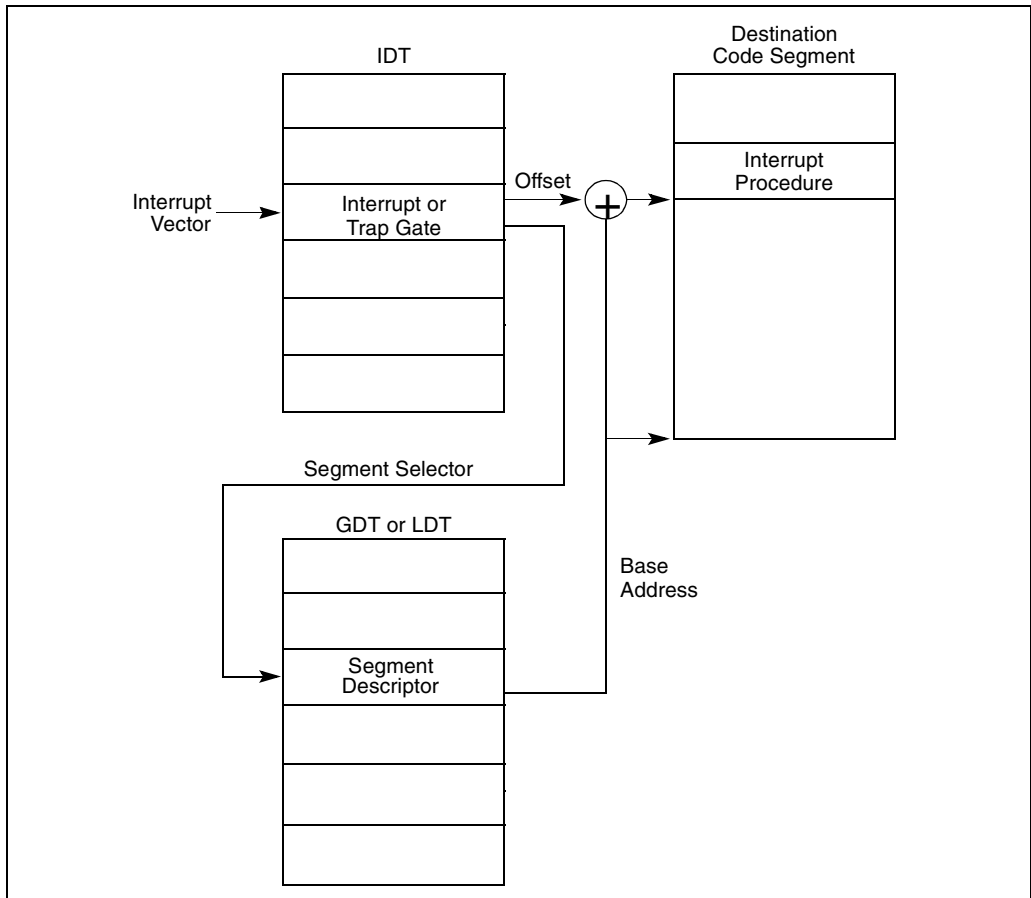 IDT
Destination
Code Segment
Interrupt
Vector
Interrupt or
Trap Gate
Offset
+
Interrupt
Procedure
Segment Selector
GDT or LDT
Segment
Descriptor
Base
Address